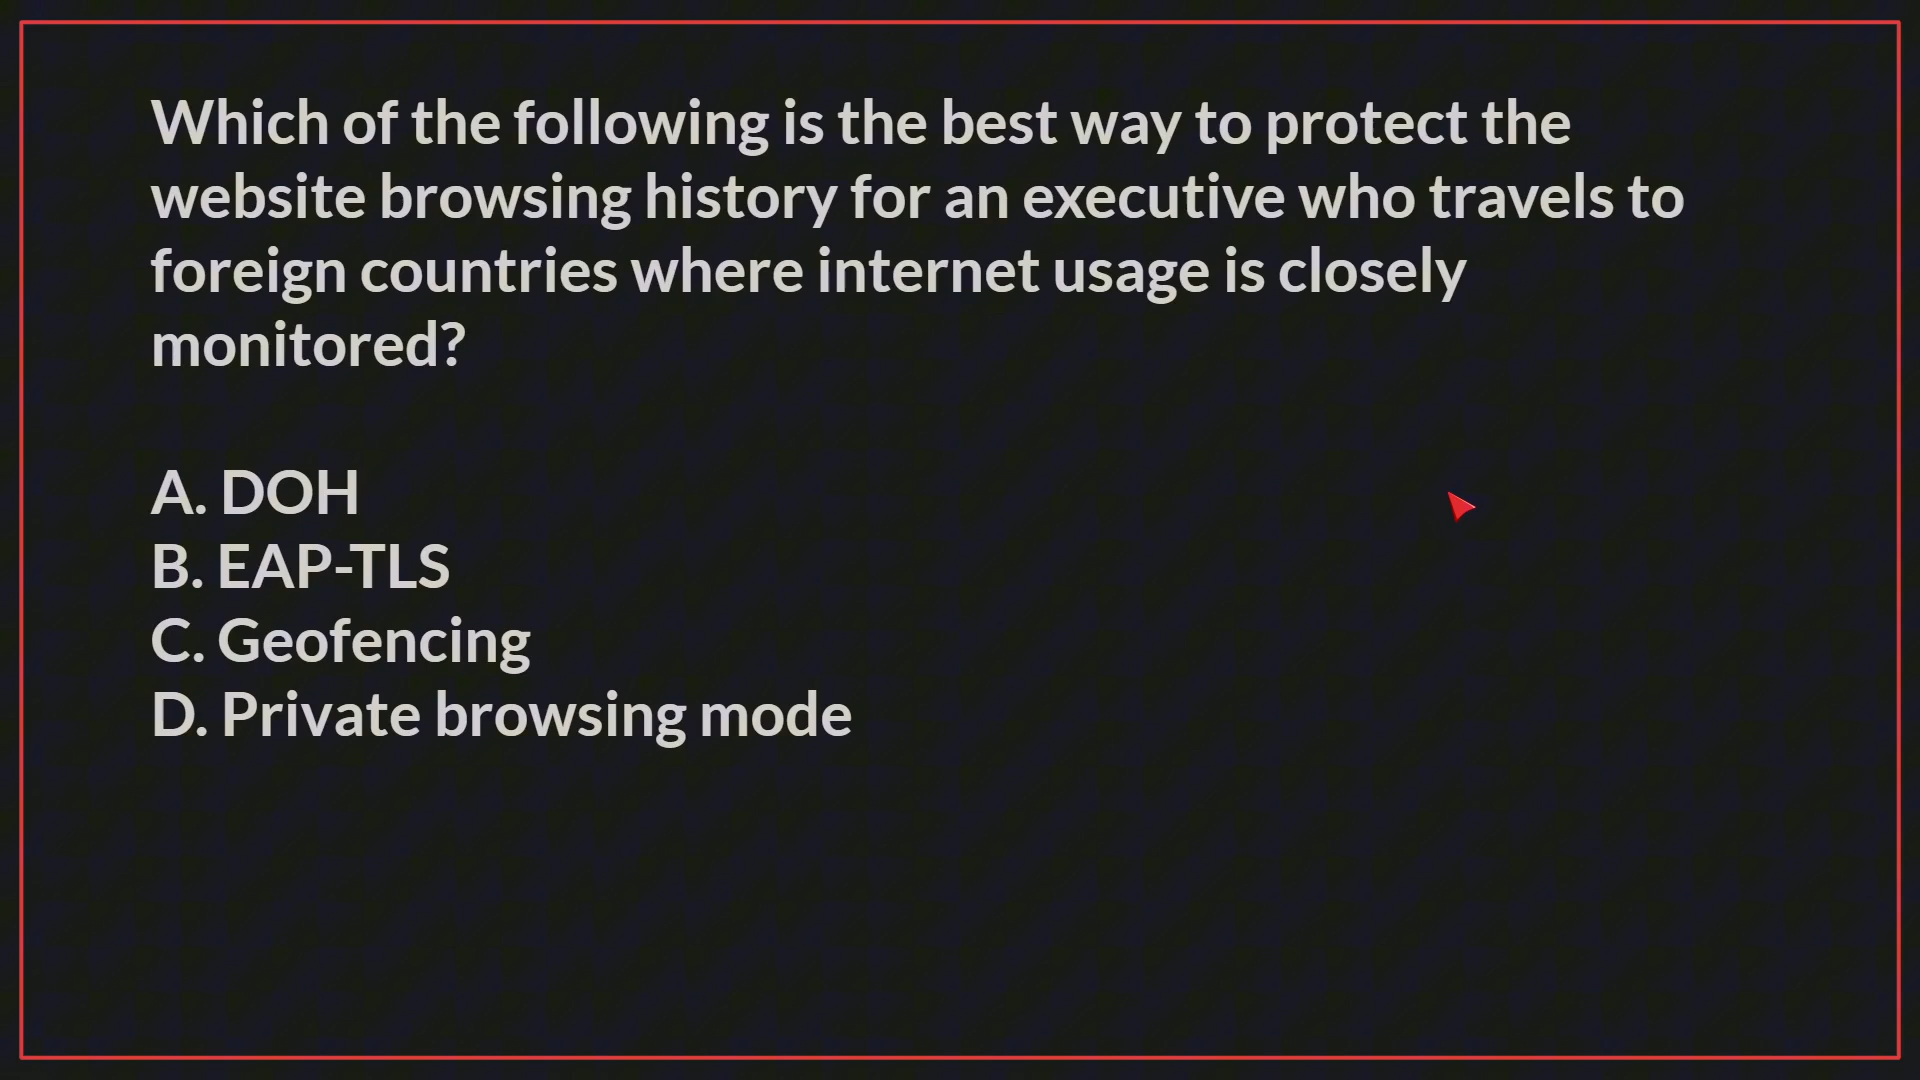 Which of the following is the best way to protect the
website browsing history for an executive who travels to
foreign countries where internet usage is closely
monitored?
A. DOH
B. EAP-TLS
C. Geofencing
D. Private browsing mode